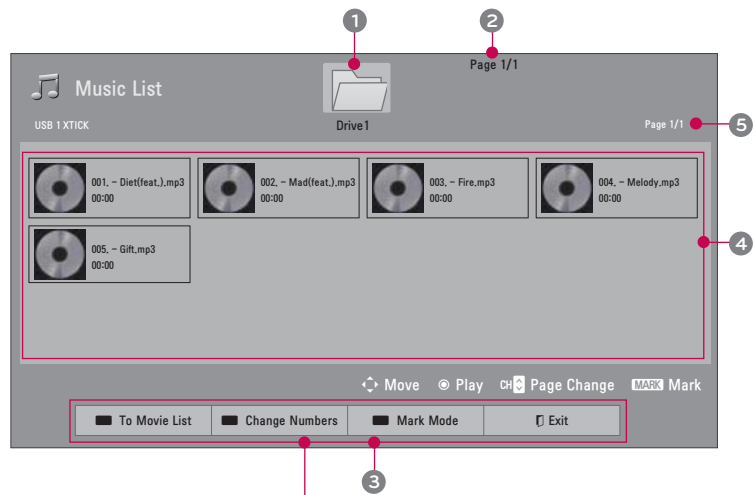 1
2
Page 1/1
Music List
USB 1 XTICK
Drive1
Page 1/1
5
001. - Diet(feat.).mp3
00:00
002. - Mad(feat.).mp3
00:00
003. - Fire.mp3
00:00
004. - Melody.mp3
00:00
4
005. - Gift.mp3
00:00
Move
Play
CH Page Change
MARK Mark
To Movie List
Change Numbers
Mark Mode
Exit
3